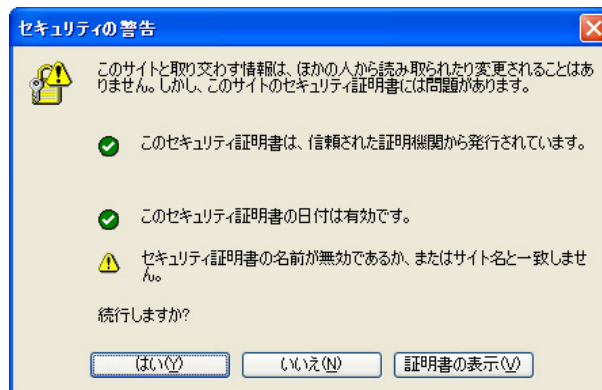 セキュリティの警告
このサイトと取り交わす情報は、ほかの人から読み取られたり変更されることはあ
りません。しかし、このサイトのセキュリティ証明書には問題があります。
このセキュリティ証明書は、信頼された証明機関から発行されています。
このセキュリティ証明書の日付は有効です。
セキュリティ証明書の名前が無効であるか、またはサイト名と一致しませ
ん。
続行しますか?
はい(Y) いいえ(N) 証明書の表示(V)